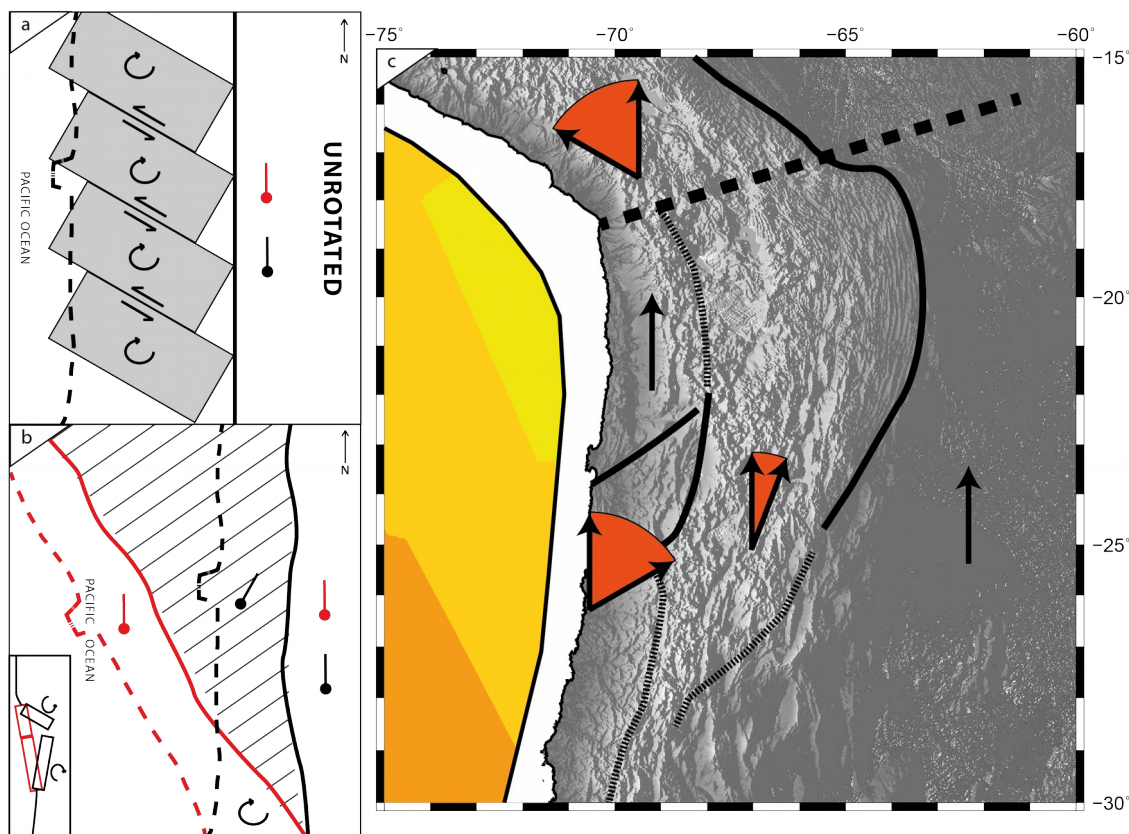 a
N
PACIFIC OCEAN
UNROTATED
b
N
PACIFIC OCEAN
c
−75°
−70°
−65°
−60°
−15°
−20°
−25°
−30°